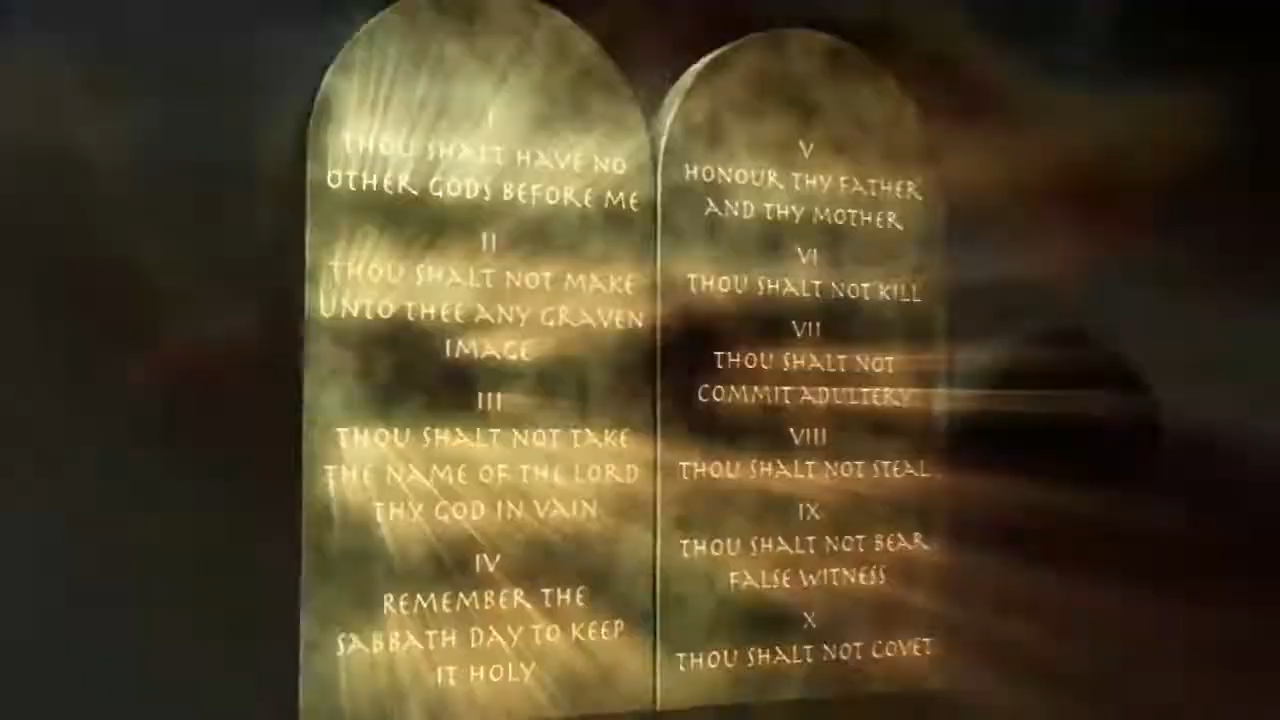 I
THOU SHALT HAVE NO
OTHER GODS BEFORE ME
II
THOU SHALT NOT MAKE
UNTO THEE ANY GRAVEN
IMAGE
III
THOU SHALT NOT TAKE
THE NAME OF THE LORD
THY GOD IN VAIN
IV
REMEMBER THE
SABBATH DAY TO KEEP
IT HOLY
V
HONOUR THY FATHER
AND THY MOTHER
VI
THOU SHALT NOT KILL
VII
THOU SHALT NOT
COMMIT ADULTERY
VIII
THOU SHALT NOT STEAL
IX
THOU SHALT NOT BEAR
FALSE WITNESS
X
THOU SHALT NOT COVET